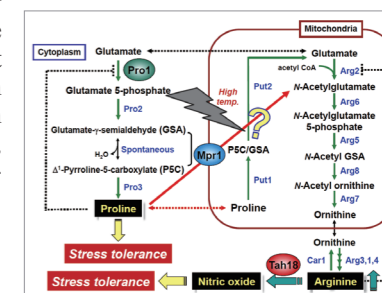 Mitochondria
Cytoplasm
Glutamate
Glutamate
Pro1
acetyl CoA
Arg2
High
temp.
Put2
Glutamate 5-phosphate
N-Acetylglutamate
Pro2
Arg6
?
N-Acetylglutamate
5-phosphate
Glutamate-γ-semialdehyde (GSA)
Arg5
Spontaneous
H₂O
Mpr1
P5C/GSA
N-Acetyl GSA
Arg8
Δ¹-Pyrroline-5-carboxylate (P5C)
N-Acetyl ornithine
Pro3
Put1
Arg7
Proline
Proline
Ornithine
Ornithine
Stress tolerance
Tah18
Car1
Arg3,1,4
Stress tolerance
Nitric oxide
Arginine